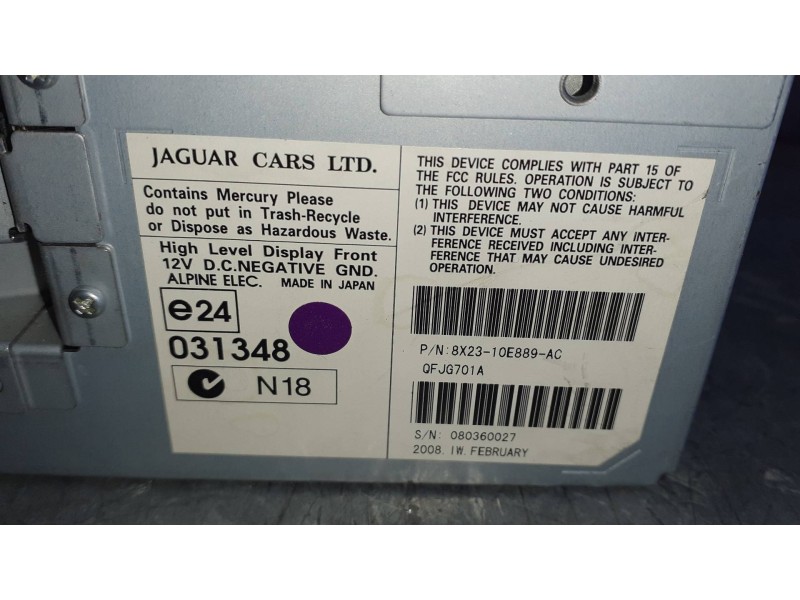 JAGUAR CARS LTD.
Contains Mercury Please
do not put in Trash-Recycle
or Dispose as Hazardous Waste.
High Level Display Front
12V D.C.NEGATIVE GND.
ALPINE ELEC. MADE IN JAPAN
e24
031348
N18
THIS DEVICE COMPLIES WITH PART 15 OF
THE FCC RULES. OPERATION IS SUBJECT TO
THE FOLLOWING TWO CONDITIONS:
(1) THIS DEVICE MAY NOT CAUSE HARMFUL
INTERFERENCE.
(2) THIS DEVICE MUST ACCEPT ANY INTER-
FERENCE RECEIVED INCLUDING INTER-
FERENCE THAT MAY CAUSE UNDESIRED
OPERATION.
P/N:8X23-10E889-AC
QFJG701A
S/N: 080360027
2008. 1W. FEBRUARY